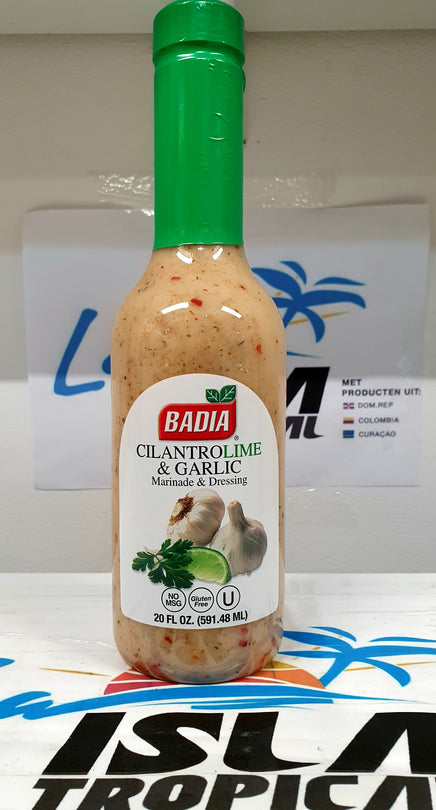 MET
PRODUCTEN UIT:
DOM.REP
COLOMBIA
CURAÇAO
BADIA
®
CILANTROLIME
& GARLIC
Marinade & Dressing
NO
MSG
Gluten
Free
U
20 FL OZ. (591.48 ML)
ISLA
TROPICA